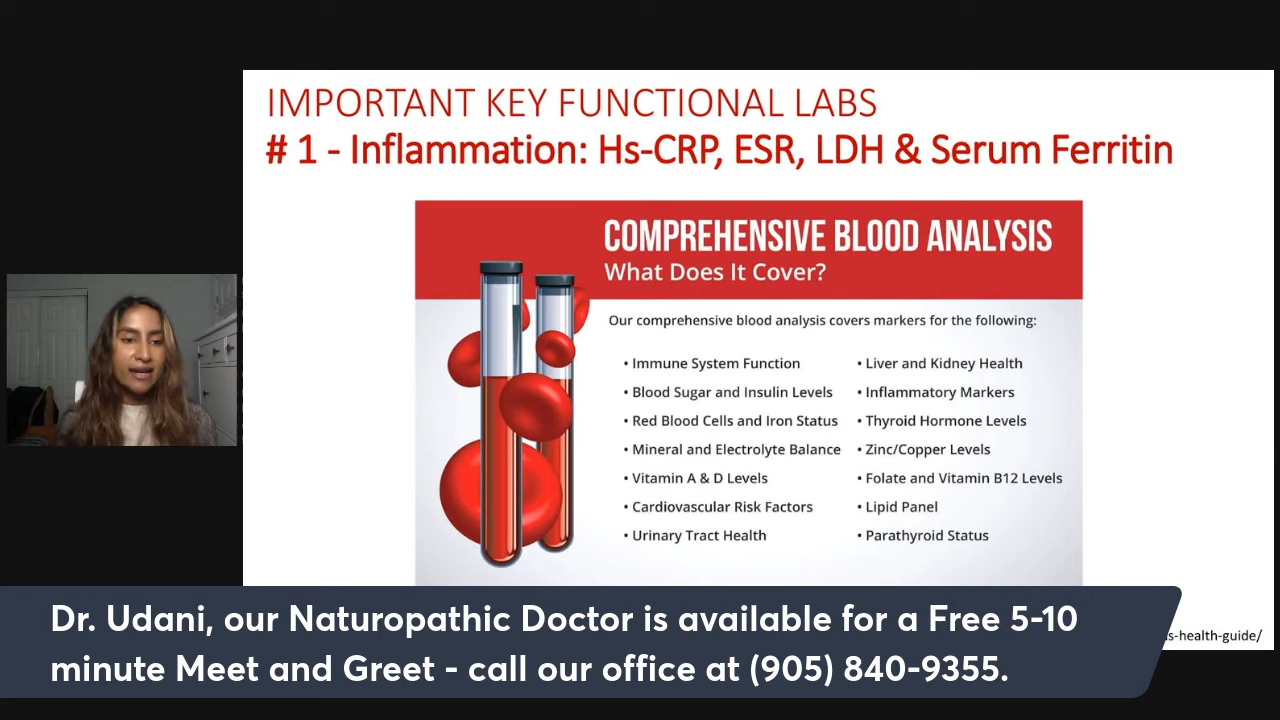 IMPORTANT KEY FUNCTIONAL LABS
# 1 - Inflammation: Hs-CRP, ESR, LDH & Serum Ferritin
COMPREHENSIVE BLOOD ANALYSIS
What Does It Cover?
Our comprehensive blood analysis covers markers for the following:
• Immune System Function
• Blood Sugar and Insulin Levels
• Red Blood Cells and Iron Status
• Mineral and Electrolyte Balance
• Vitamin A & D Levels
• Cardiovascular Risk Factors
• Urinary Tract Health
• Liver and Kidney Health
• Inflammatory Markers
• Thyroid Hormone Levels
• Zinc/Copper Levels
• Folate and Vitamin B12 Levels
• Lipid Panel
• Parathyroid Status
s-health-guide/
Dr. Udani, our Naturopathic Doctor is available for a Free 5-10
minute Meet and Greet - call our office at (905) 840-9355.